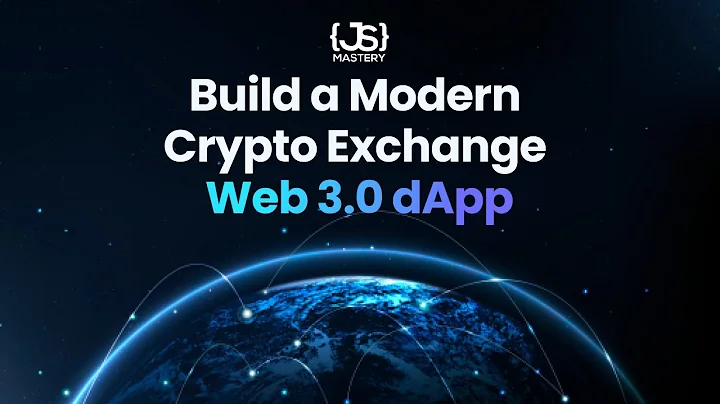 {JS}
MASTERY
Build a Modern
Crypto Exchange
Web 3.0 dApp